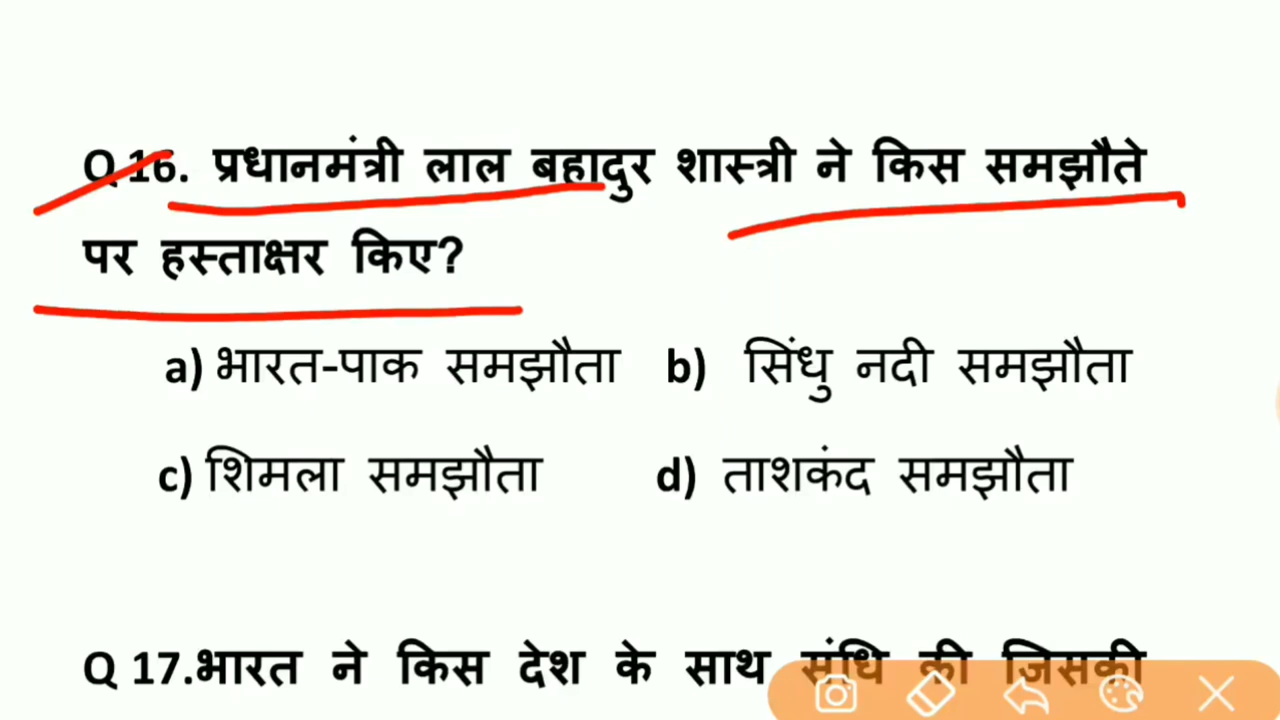 Q 16. प्रधानमंत्री लाल बहादुर शास्त्री ने किस समझौते
पर हस्ताक्षर किए?
a) भारत-पाक समझौता b) सिंधु नदी समझौता
c) शिमला समझौता d) ताशकंद समझौता
Q 17.भारत ने किस देश के साथ संधि की जिसकी